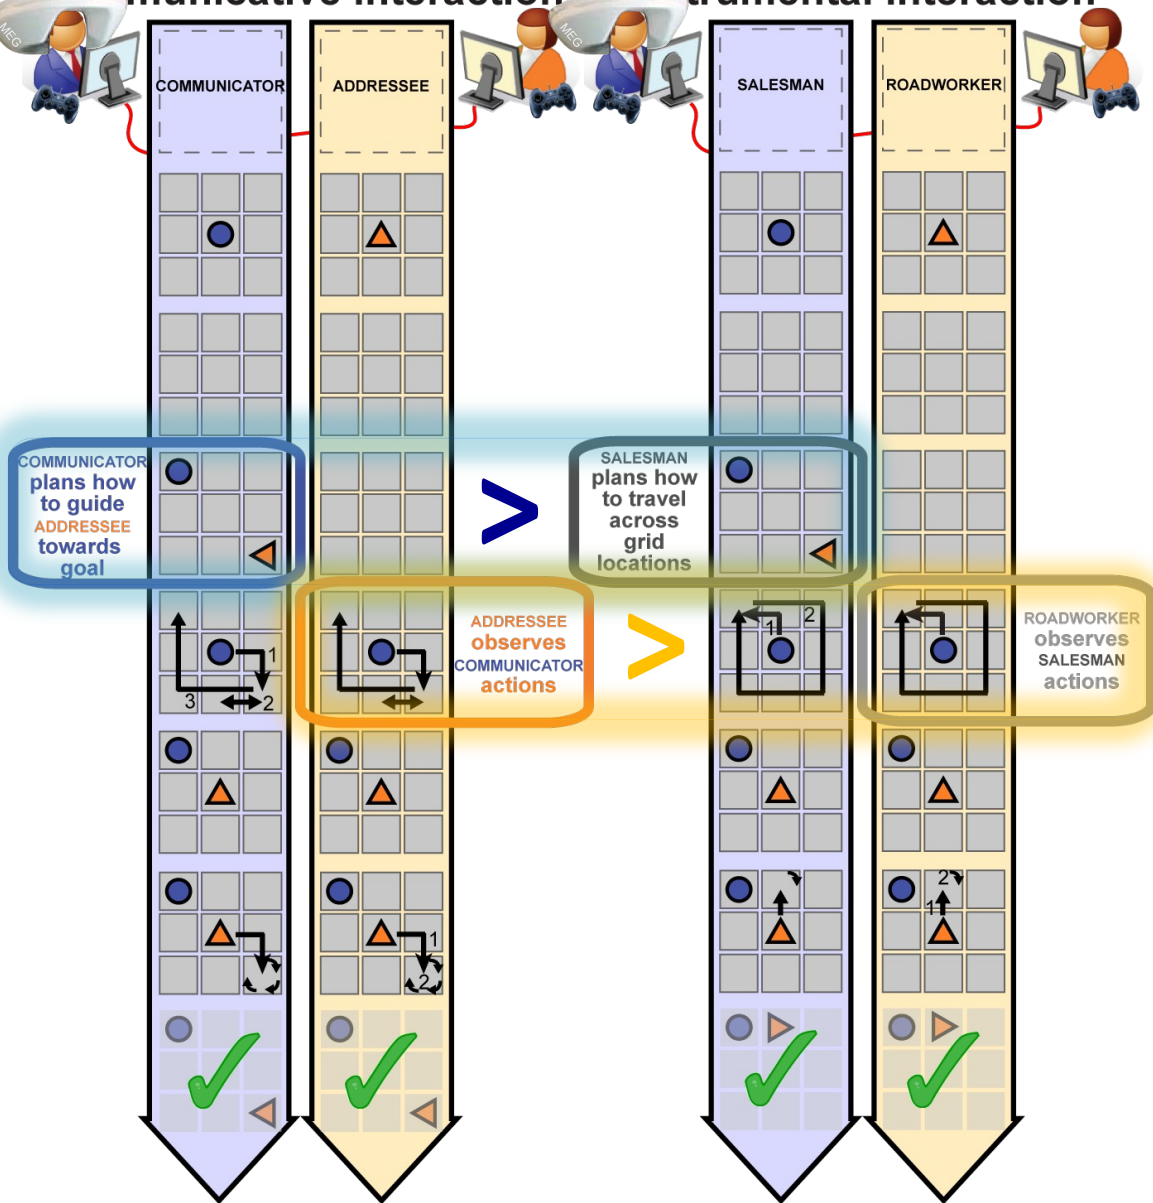 MEG
MEG
COMMUNICATOR
ADDRESSEE
SALESMAN
ROADWORKER
COMMUNICATOR
plans how
to guide
ADDRESSEE
towards
goal
>
SALESMAN
plans how
to travel
across
grid
locations
1
2
3
ADDRESSEE
observes
COMMUNICATOR
actions
>
1
2
ROADWORKER
observes
SALESMAN
actions
1
2
2
1